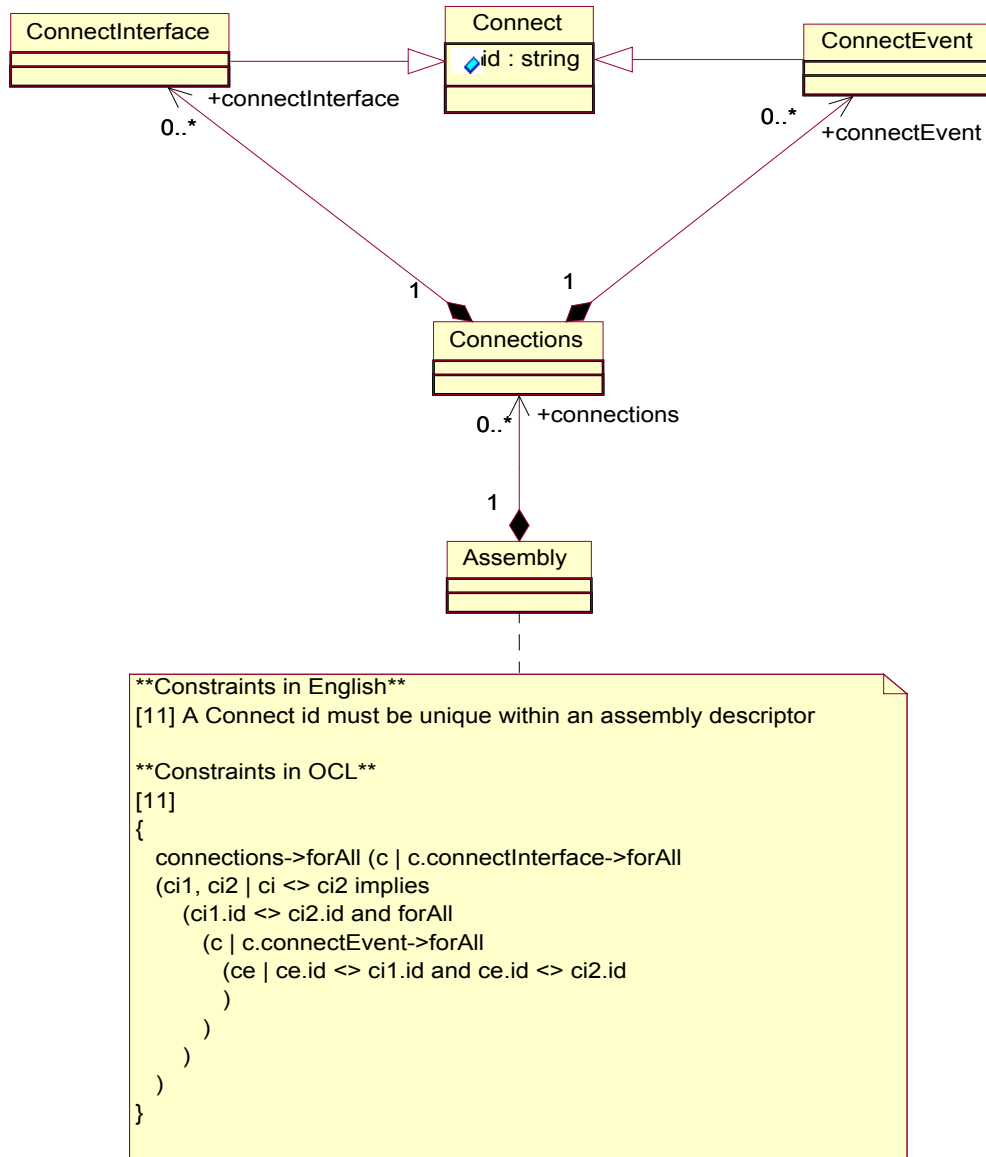 ConnectInterface
Connect
id : string
ConnectEvent
+connectInterface
0..*
0..*
+connectEvent
1
1
Connections
0..*
+connections
1
Assembly
**Constraints in English**
[11] A Connect id must be unique within an assembly descriptor
**Constraints in OCL**
[11]
{
connections->forAll (c | c.connectInterface->forAll
(ci1, ci2 | ci <> ci2 implies
(ci1.id <> ci2.id and forAll
(c | c.connectEvent->forAll
(ce | ce.id <> ci1.id and ce.id <> ci2.id
)
)
)
)
}